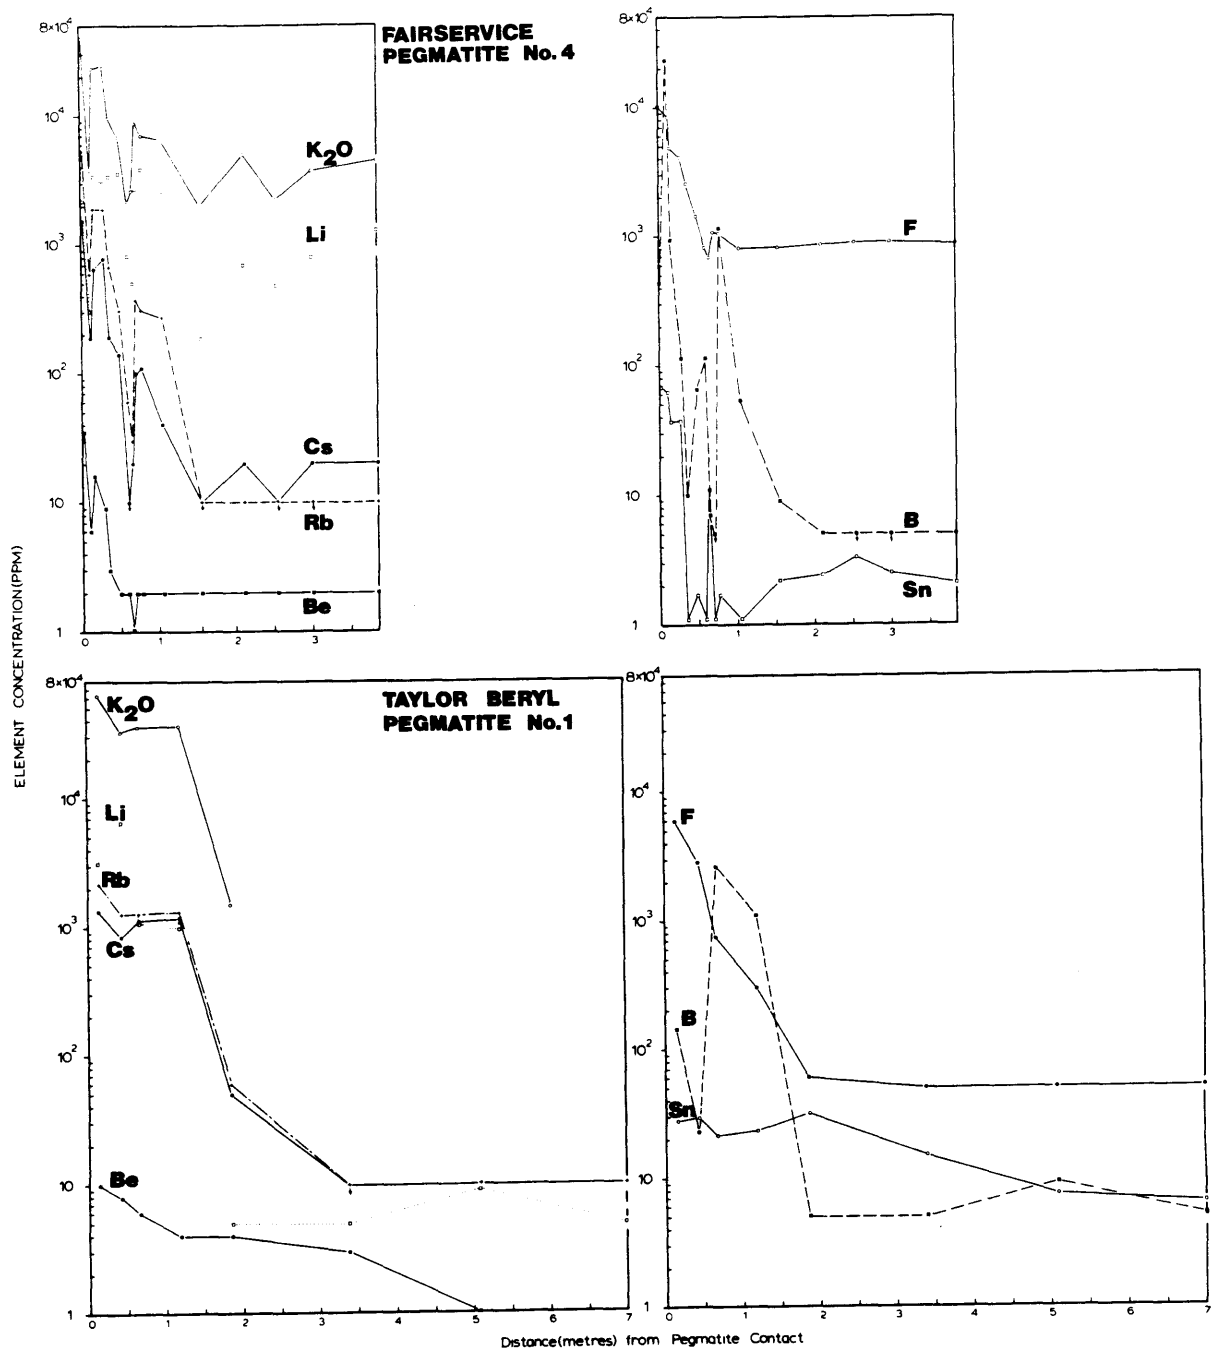 FAIRSERVICE
PEGMATITE No. 4
8×10⁴
10⁴
10³
10²
10
1
0 1 2 3
K₂O
Li
Cs
Rb
Be
8×10⁴
10⁴
10³
10²
10
1
0 1 2 3
F
B
Sn
ELEMENT CONCENTRATION(PPM)
TAYLOR BERYL
PEGMATITE No.1
8×10⁴
10⁴
10³
10²
10
1
0 1 2 3 4 5 6 7
K₂O
Li
Rb
Cs
Be
8×10⁴
10⁴
10³
10²
10
1
0 1 2 3 4 5 6 7
F
B
Sn
Distance(metres) from Pegmatite Contact